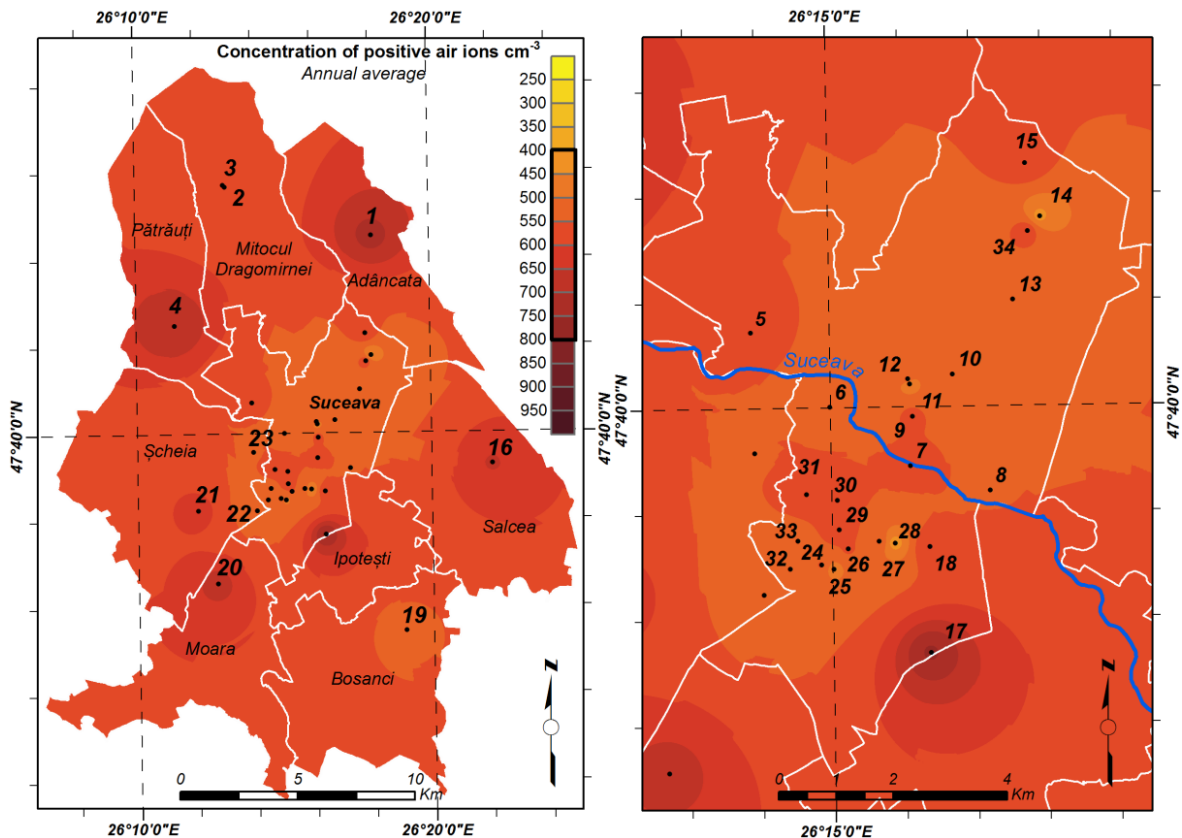 26°10'0"E
26°20'0"E
26°15'0"E
Concentration of positive air ions cm-3
Annual average
250
300
350
400
450
500
550
600
650
700
750
800
850
900
950
3
2
1
Pătrăuți
Mitocul
Dragomirnei
Adâncata
4
Suceava
47°40'0"N
23
Șcheia
16
21
22
Salcea
Ipotești
20
19
Moara
Bosanci
N
0
5
10
Km
26°10'0"E
26°20'0"E
15
14
34
13
5
Suceava
12
10
6
11
47°40'0"N
9
7
8
31
30
29
33
28
24
26
27
18
32
25
17
N
0
1
2
4
Km
26°15'0"E